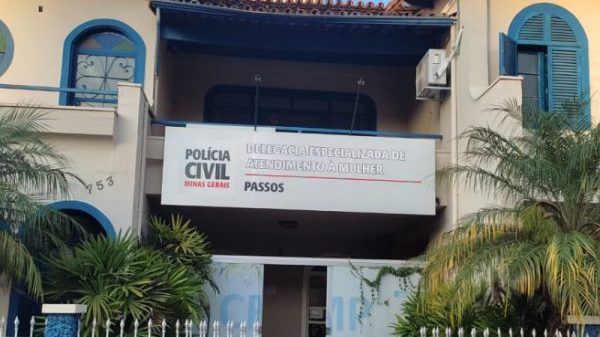 753
POLÍCIA
CIVIL
MINAS GERAIS
DELEGACIA ESPECIALIZADA DE
ATENDIMENTO À MULHER
PASSOS